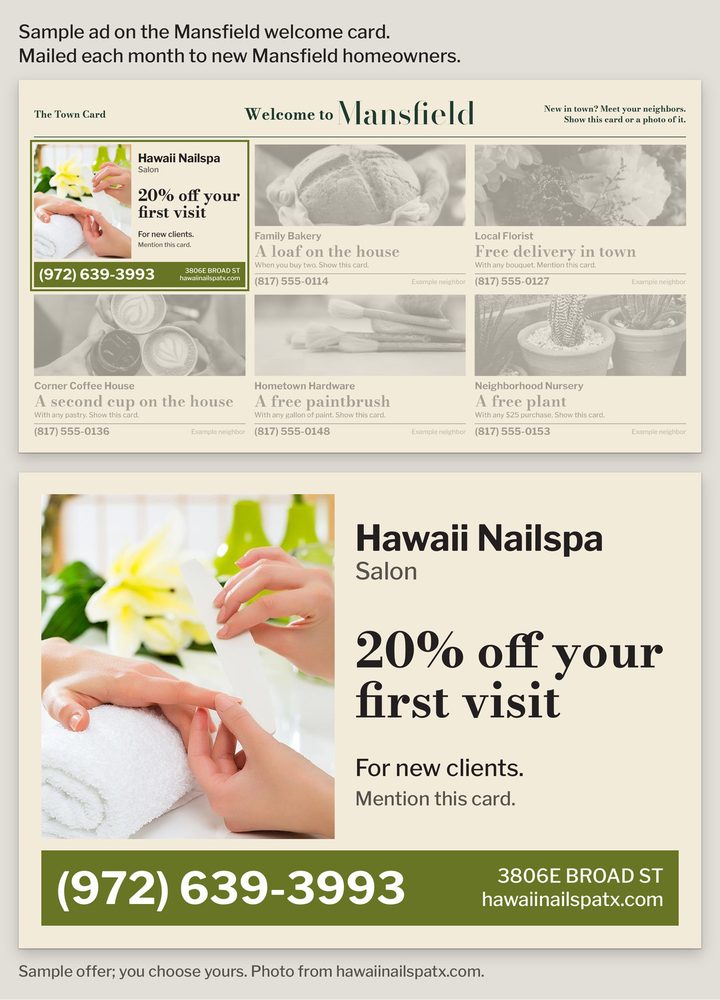 Sample ad on the Mansfield welcome card.
Mailed each month to new Mansfield homeowners.
The Town Card
Welcome to Mansfield
New in town? Meet your neighbors.
Show this card or a photo of it.
Hawaii Nailspa
Salon
20% off your
first visit
For new clients.
Mention this card.
(972) 639-3993
3806E BROAD ST
hawaiinailspatx.com
Family Bakery
A loaf on the house
When you buy two. Show this card.
(817) 555-0114
Example neighbor
Local Florist
Free delivery in town
With any bouquet. Mention this card.
(817) 555-0127
Example neighbor
Corner Coffee House
A second cup on the house
With any pastry. Show this card.
(817) 555-0136
Example neighbor
Hometown Hardware
A free paintbrush
With any gallon of paint. Show this card.
(817) 555-0148
Example neighbor
Neighborhood Nursery
A free plant
With any $25 purchase. Show this card.
(817) 555-0153
Example neighbor
Hawaii Nailspa
Salon
20% off your
first visit
For new clients.
Mention this card.
(972) 639-3993
3806E BROAD ST
hawaiinailspatx.com
Sample offer; you choose yours. Photo from hawaiinailspatx.com.